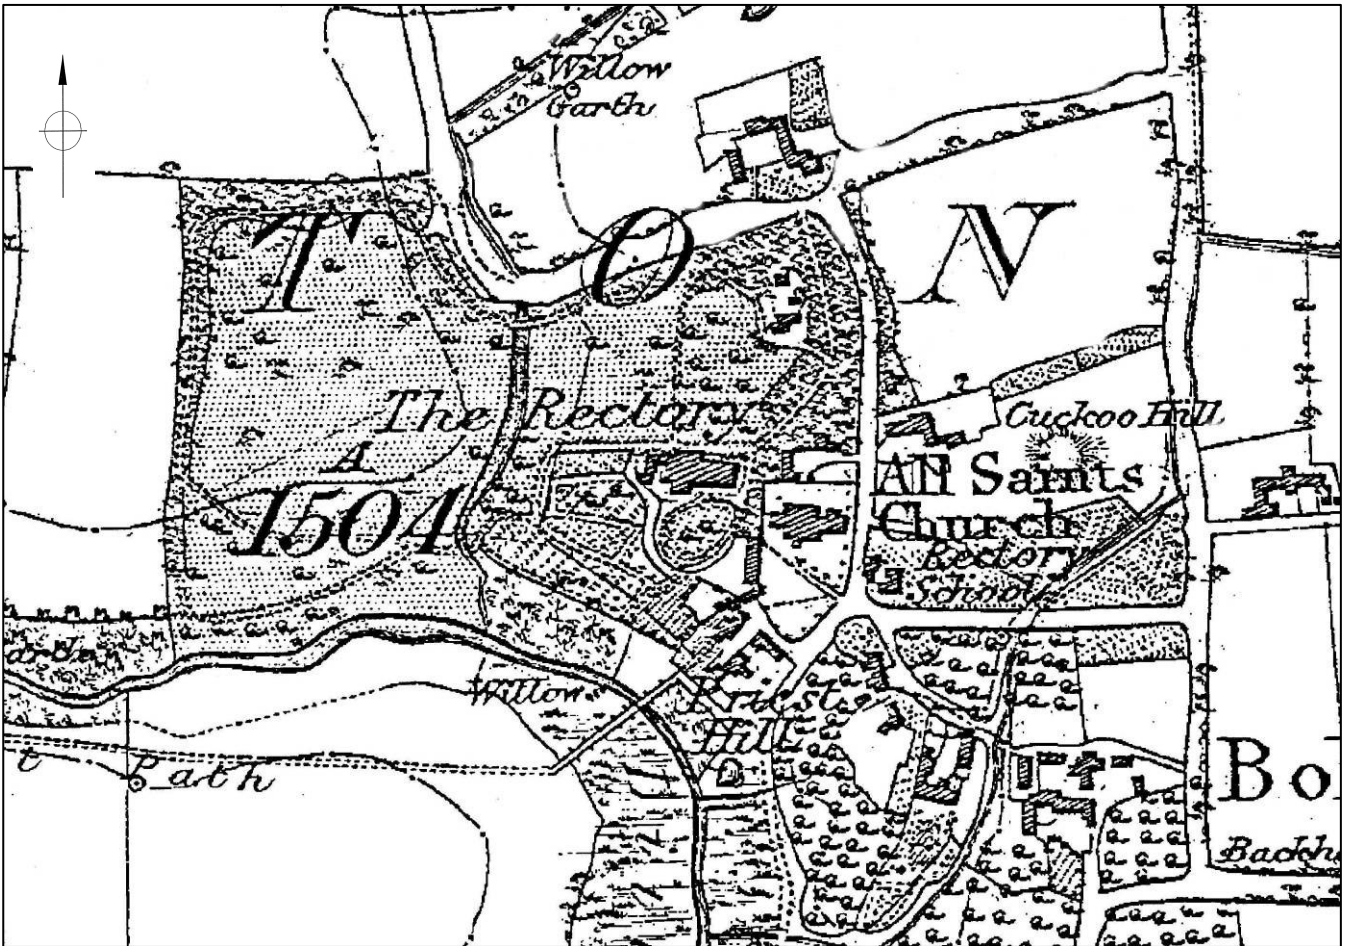 Willow
Garth
T O N
The Rectory
A
1504
Cuckoo Hill
All Saints
Church
Rectory
School
Willow
Priest
Hill
t Path
Bo
Backh